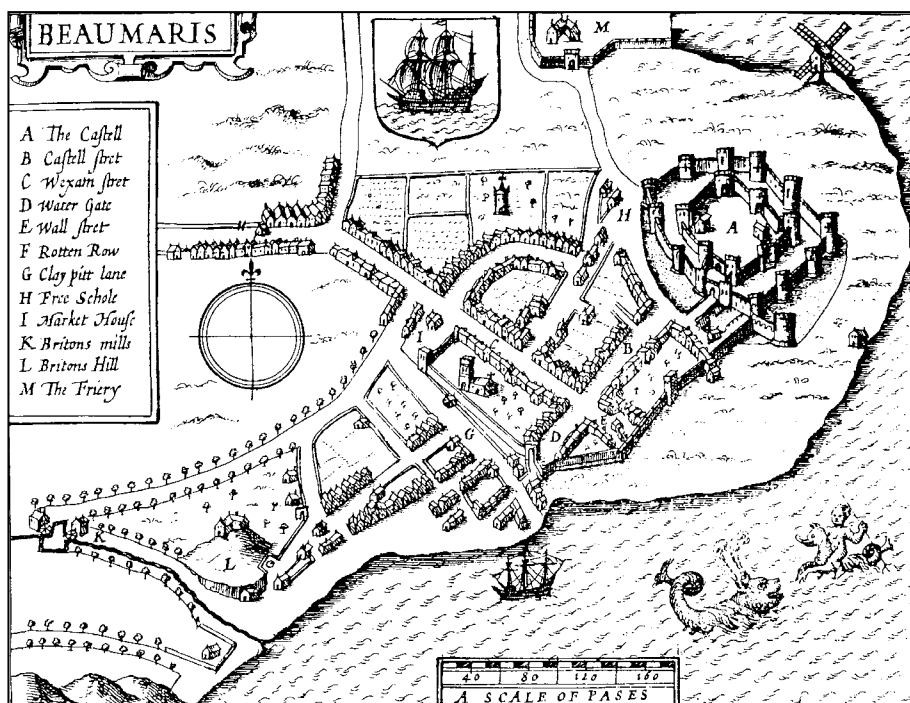 BEAUMARIS
A The Castell
B Castell stret
C Wexam stret
D Water Gate
E Wall stret
F Rotten Row
G Clay pitt lane
H Free Schole
I Market House
K Britons mills
L Britons Hill
M The Friery
M
H
A
I
B
G
D
K
L
40 80 120 160
A SCALE OF PASES